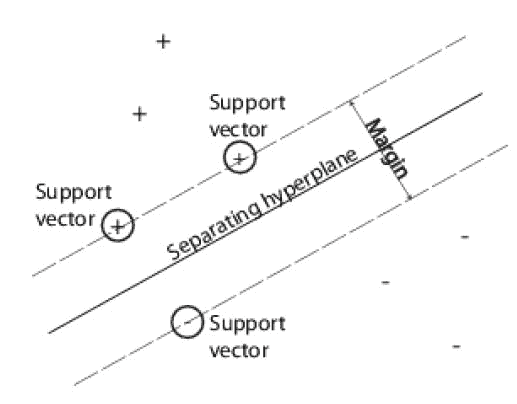 +
+
Support
vector
+
Margin
Separating hyperplane
Support
vector
+
-
-
- Support
vector
-